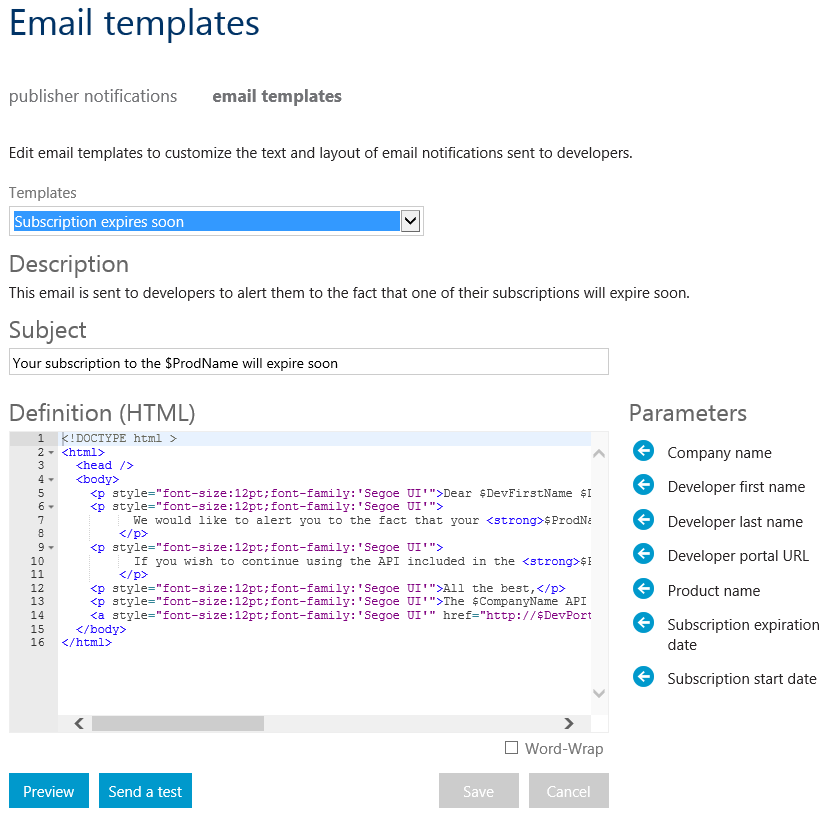 Email templates
publisher notifications email templates
Edit email templates to customize the text and layout of email notifications sent to developers.
Templates
Subscription expires soon
Description
This email is sent to developers to alert them to the fact that one of their subscriptions will expire soon.
Subject
Your subscription to the $ProdName will expire soon
Definition (HTML)
1 <!DOCTYPE html >
2 <html>
3 <head />
4 <body>
5 <p style="font-size:12pt;font-family:'Segoe UI'">Dear $DevFirstName $D
6 <p style="font-size:12pt;font-family:'Segoe UI'">
7 We would like to alert you to the fact that your <strong>$ProdNa
8 </p>
9 <p style="font-size:12pt;font-family:'Segoe UI'">
10 If you wish to continue using the API included in the <strong>$P
11 </p>
12 <p style="font-size:12pt;font-family:'Segoe UI'">All the best,</p>
13 <p style="font-size:12pt;font-family:'Segoe UI'">The $CompanyName API
14 <a style="font-size:12pt;font-family:'Segoe UI'" href="http://$DevPort
15 </body>
16 </html>
Word-Wrap
Preview Send a test Save Cancel
Parameters
Company name
Developer first name
Developer last name
Developer portal URL
Product name
Subscription expiration
date
Subscription start date